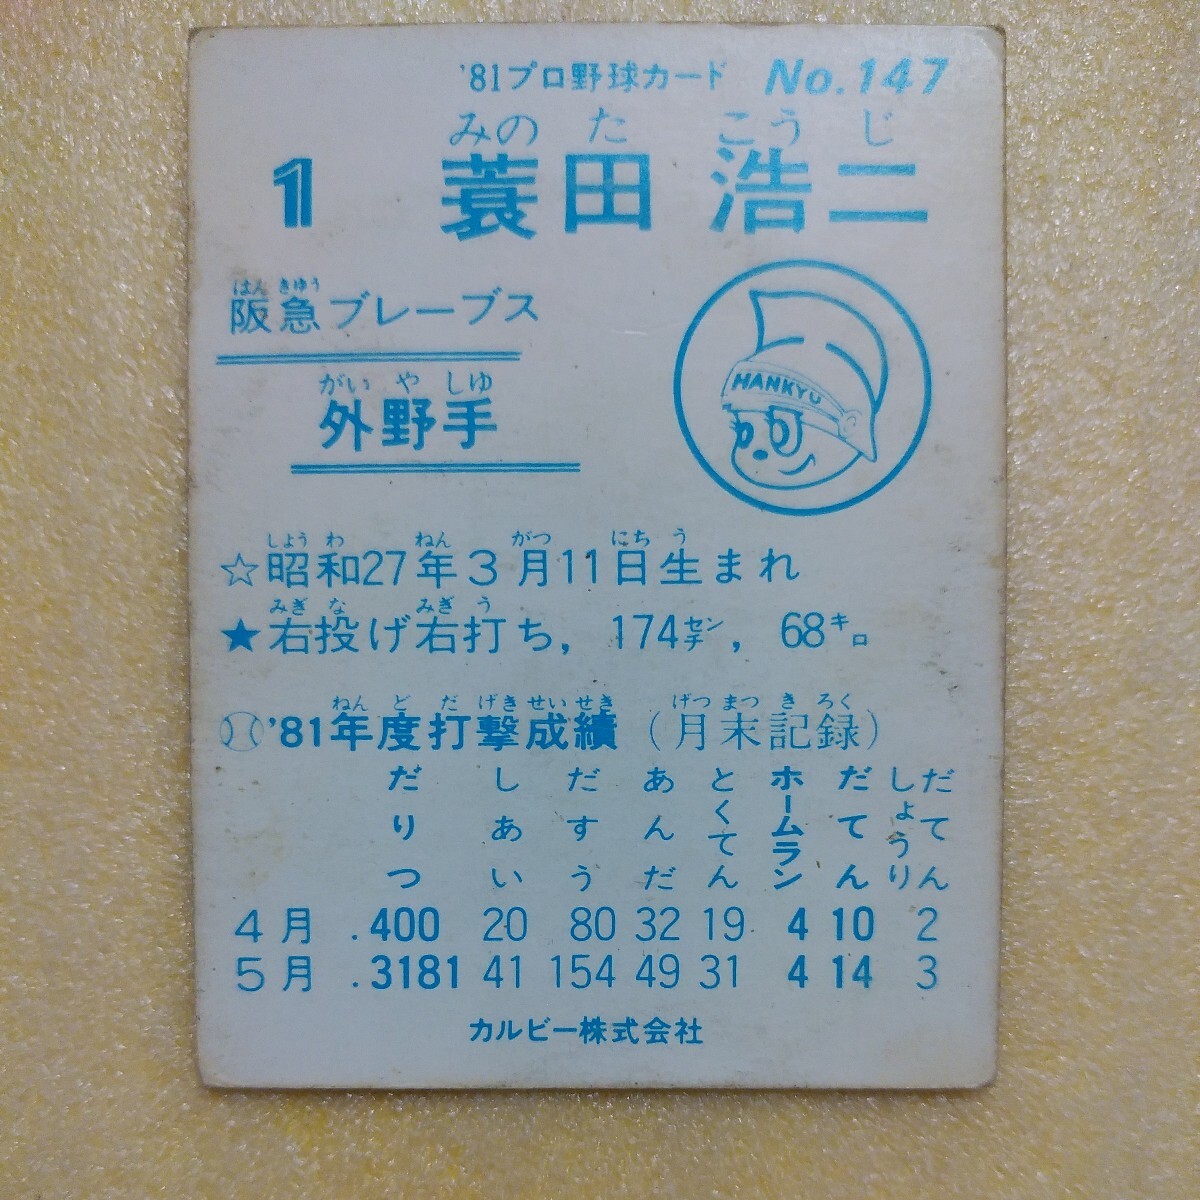 '81プロ野球カード No.147
みのたこうじ
1 蓑田浩二
はんきゆう
阪急ブレーブス
がいやしゆ
外野手
HANKYU
しようわ ねん がつ にちう
☆昭和27年3月11日生まれ
みぎな みぎう
★右投げ右打ち, 174センチ, 68キロ
ねんどだげきせいせき げつまつきろく
'81年度打撃成績 (月末記録)
だりつ しあい だすう あんだ とくてん ホームラン だてん しょうりだてん
4月 .400 20 80 32 19 4 10 2
5月 .3181 41 154 49 31 4 14 3
カルビー株式会社